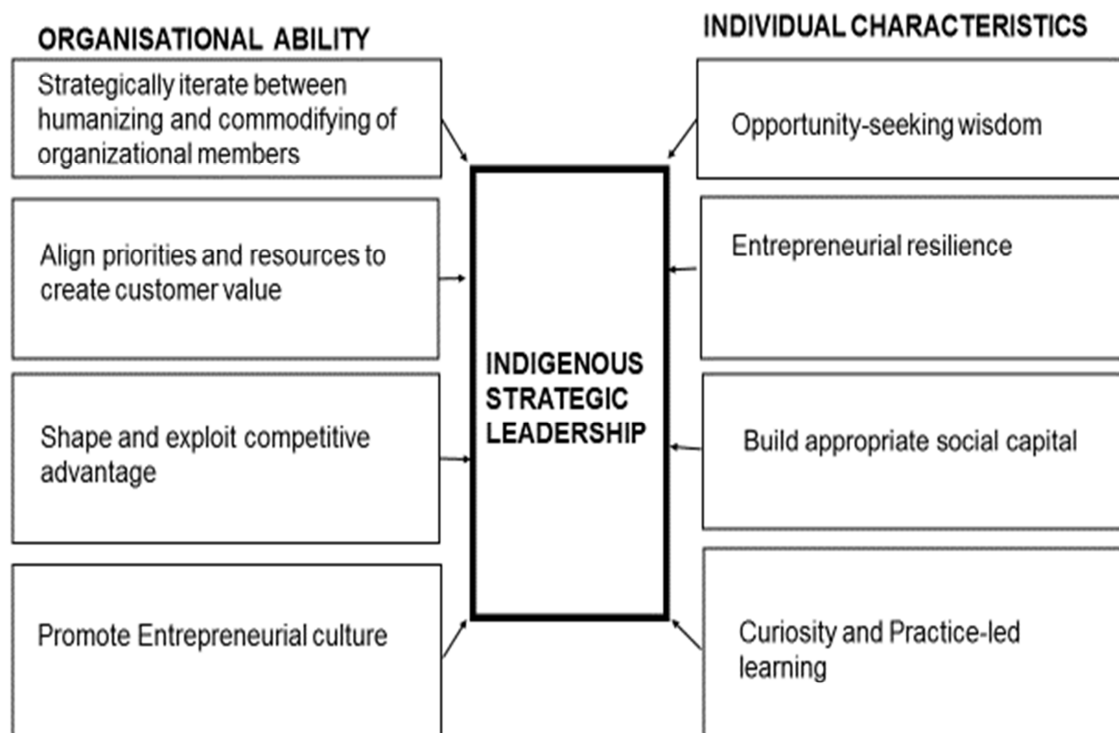 ORGANISATIONAL ABILITY
Strategically iterate between
humanizing and commodifying of
organizational members
Align priorities and resources to
create customer value
Shape and exploit competitive
advantage
Promote Entrepreneurial culture
INDIGENOUS
STRATEGIC
LEADERSHIP
INDIVIDUAL CHARACTERISTICS
Opportunity-seeking wisdom
Entrepreneurial resilience
Build appropriate social capital
Curiosity and Practice-led
learning